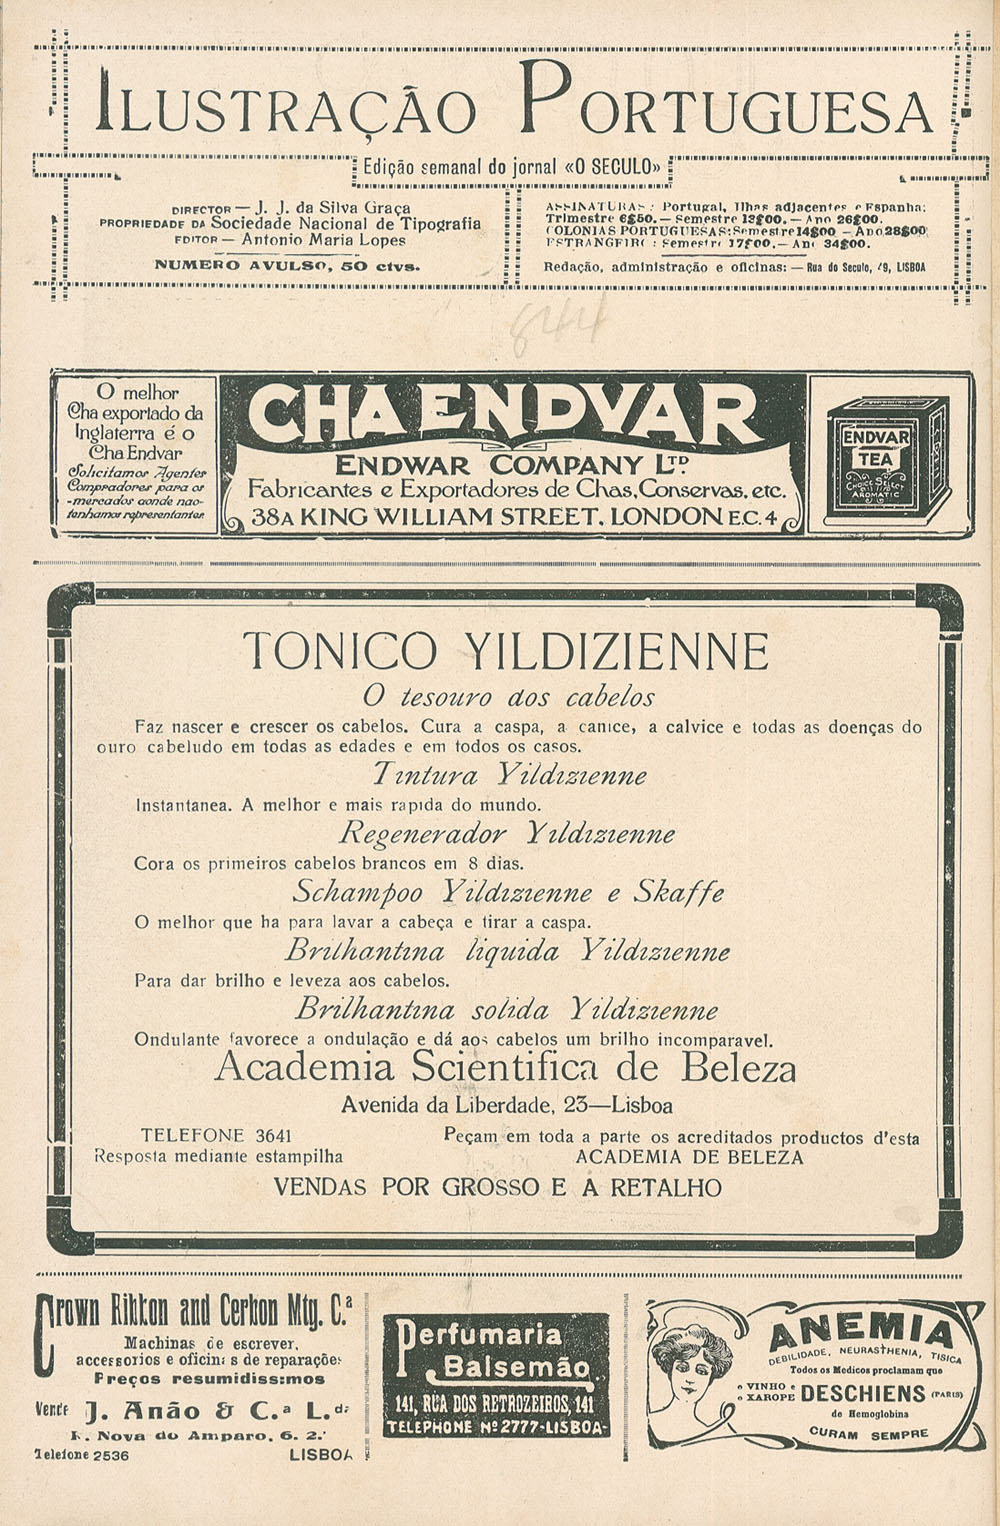 ILUSTRAÇÃO PORTUGUESA
Edição semanal do jornal «O SECULO»
DIRECTOR — J. J. da Silva Graça
PROPRIEDADE DA Sociedade Nacional de Tipografia
EDITOR — Antonio Maria Lopes
NUMERO AVULSO, 50 ctvs.
ASSINATURAS: Portugal, Ilhas adjacentes e Espanha:
Trimestre 6$50. — Semestre 13$00. — Ano 26$00.
COLONIAS PORTUGUESAS: Semestre 14$00 — Ano 28$00
ESTRANGEIRO: Semestre 17$00. — Ano 34$00.
Redação, administração e oficinas: — Rua do Seculo, 49, LISBOA
844
O melhor
Cha exportado da
Inglaterra é o
Cha Endvar
Solicitamos Agentes
Compradores para os
-mercados aonde nao-
tenhamos representantes
CHA ENDVAR
ENDWAR COMPANY LTD.
Fabricantes e Exportadores de Chas, Conservas, etc.
38A KING WILLIAM STREET. LONDON E.C. 4
ENDVAR
TEA
CHOICE SELECT
AROMATIC
TONICO YILDIZIENNE
O tesouro dos cabelos
Faz nascer e crescer os cabelos. Cura a caspa, a canice, a calvice e todas as doenças do
ouro cabeludo em todas as edades e em todos os casos.
Tintura Yildizienne
Instantanea. A melhor e mais rapida do mundo.
Regenerador Yildizienne
Cora os primeiros cabelos brancos em 8 dias.
Schampoo Yildizienne e Skaffe
O melhor que ha para lavar a cabeça e tirar a caspa.
Brilhantina liquida Yildizienne
Para dar brilho e leveza aos cabelos.
Brilhantina solida Yildizienne
Ondulante favorece a ondulação e dá aos cabelos um brilho incomparavel.
Academia Scientifica de Beleza
Avenida da Liberdade, 23—Lisboa
TELEFONE 3641
Resposta mediante estampilha
Peçam em toda a parte os acreditados productos d'esta
ACADEMIA DE BELEZA
VENDAS POR GROSSO E A RETALHO
Crown Ribbon and Cerbon Mtg. C.ª
Machinas de escrever,
accessorios e oficinas de reparações
Preços resumidissimos
Vende J. Anão & C.ª L.da
R. Nova do Amparo, 6. 2.º
Telefone 2536 LISBOA
Perfumaria
Balsemão
141, RUA DOS RETROZEIROS, 141
TELEPHONE Nº 2777-LISBOA-
ANEMIA
DEBILIDADE, NEURASTHENIA, TISICA
Todos os Medicos proclamam que
o VINHO e
o XAROPE DESCHIENS (PARIS)
de Hemoglobina
CURAM SEMPRE